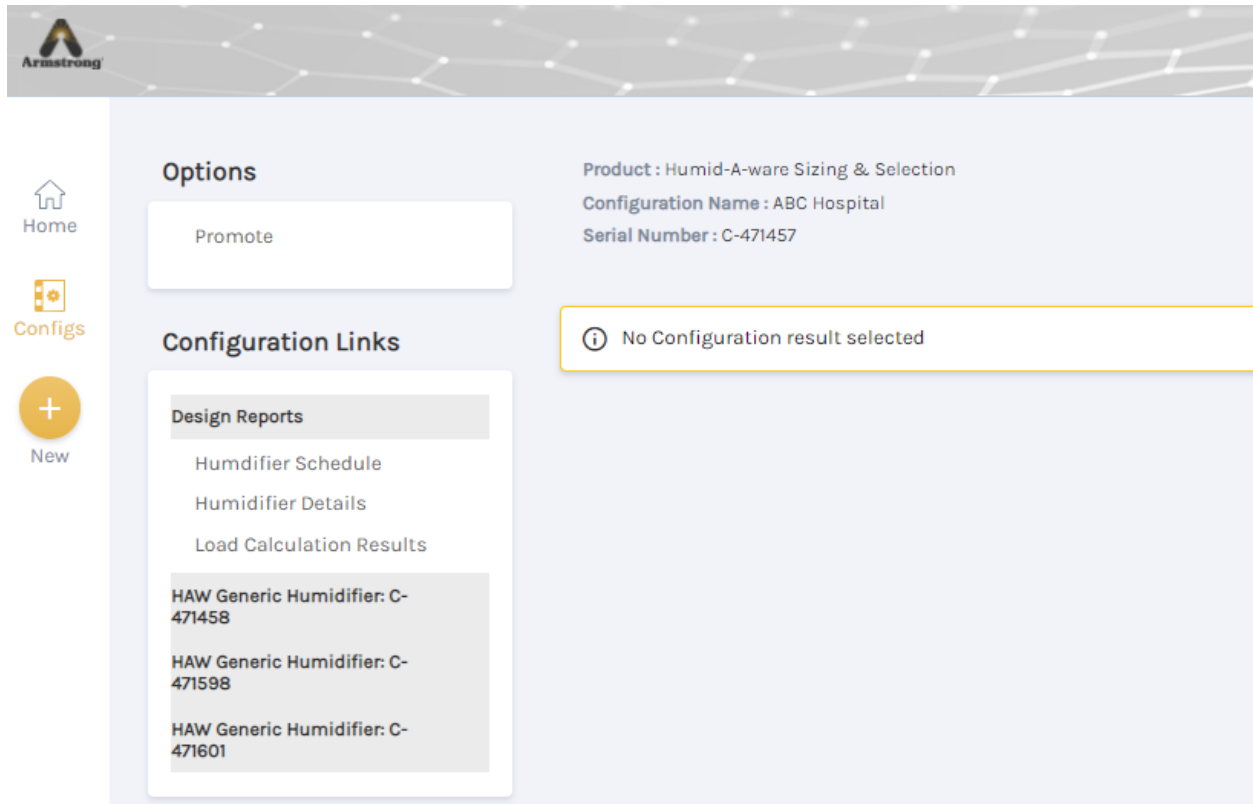 Armstrong
Home
Configs
New
Options
Promote
Configuration Links
Design Reports
Humdifier Schedule
Humidifier Details
Load Calculation Results
HAW Generic Humidifier: C-
471458
HAW Generic Humidifier: C-
471598
HAW Generic Humidifier: C-
471601
Product : Humid-A-ware Sizing & Selection
Configuration Name : ABC Hospital
Serial Number : C-471457
No Configuration result selected